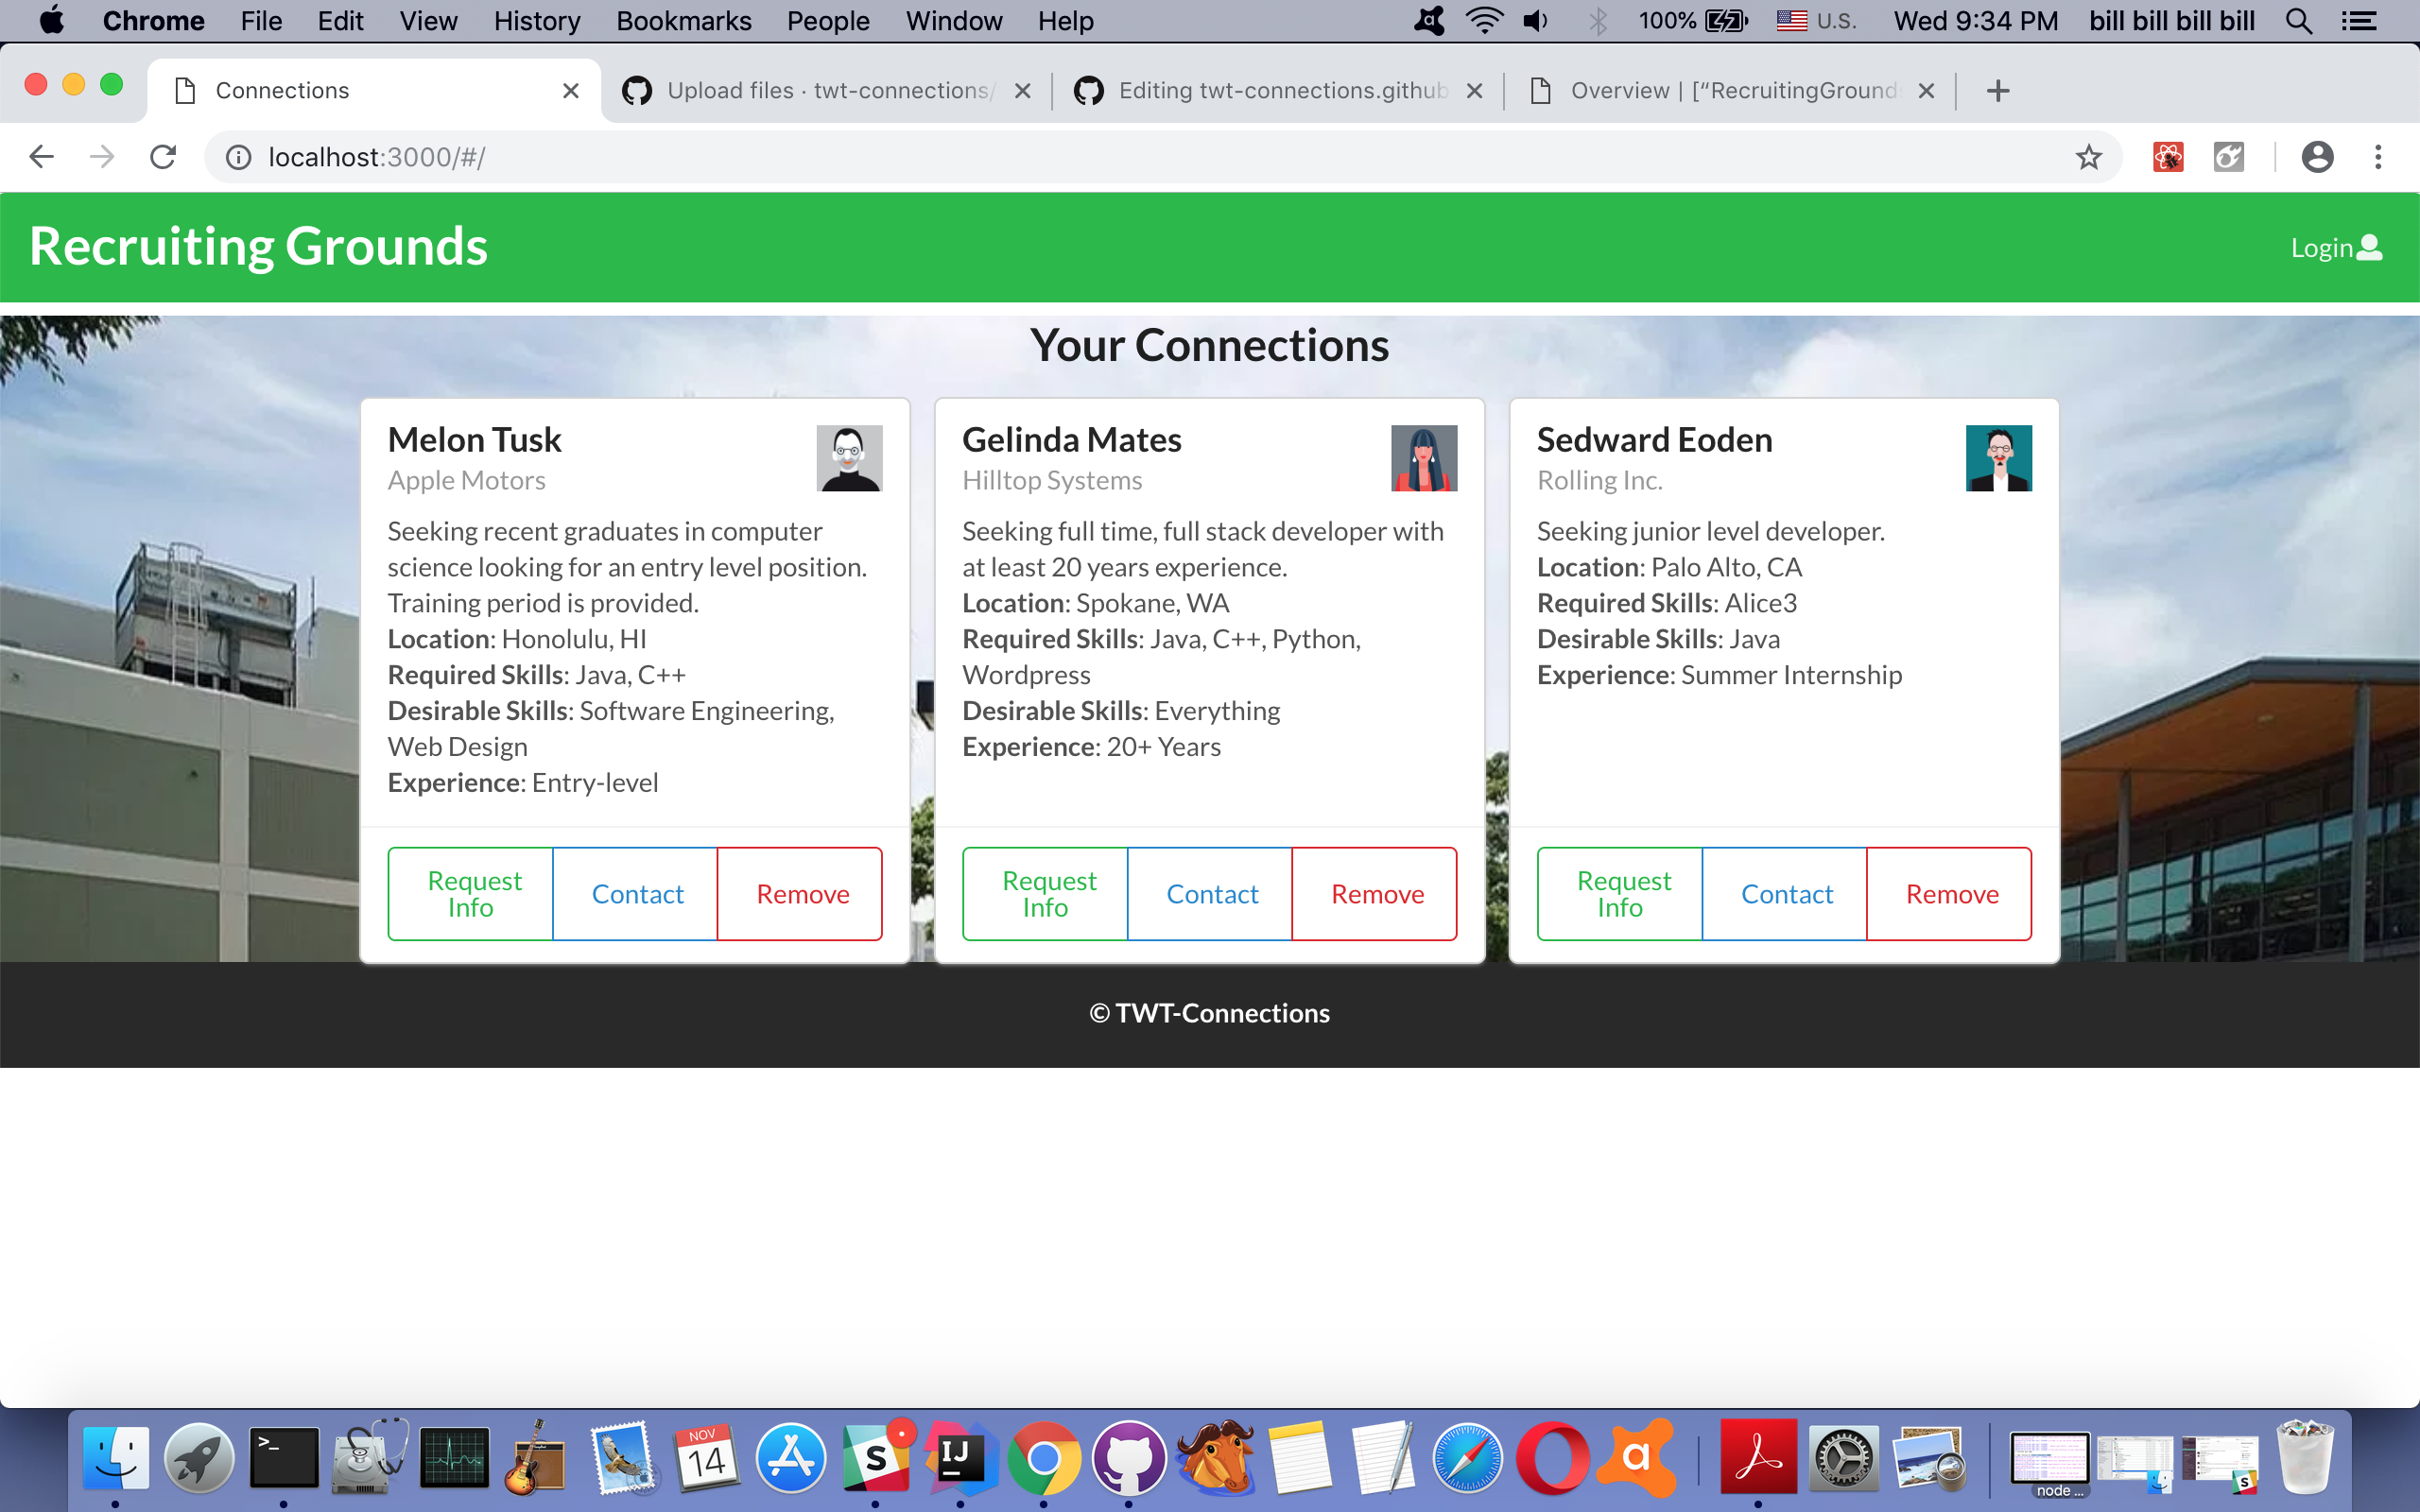 Chrome File Edit View History Bookmarks People Window Help 100% U.S. Wed 9:34 PM bill bill bill bill
Connections Upload files · twt-connections/ Editing twt-connections.github Overview | [“RecruitingGrounds
localhost:3000/#/
Recruiting Grounds
Login
Your Connections
Melon Tusk
Apple Motors
Seeking recent graduates in computer
science looking for an entry level position.
Training period is provided.
Location: Honolulu, HI
Required Skills: Java, C++
Desirable Skills: Software Engineering,
Web Design
Experience: Entry-level
Request
Info
Contact
Remove
Gelinda Mates
Hilltop Systems
Seeking full time, full stack developer with
at least 20 years experience.
Location: Spokane, WA
Required Skills: Java, C++, Python,
Wordpress
Desirable Skills: Everything
Experience: 20+ Years
Request
Info
Contact
Remove
Sedward Eoden
Rolling Inc.
Seeking junior level developer.
Location: Palo Alto, CA
Required Skills: Alice3
Desirable Skills: Java
Experience: Summer Internship
Request
Info
Contact
Remove
© TWT-Connections
>_
NOV
14
S
IJ
a
S
node ...